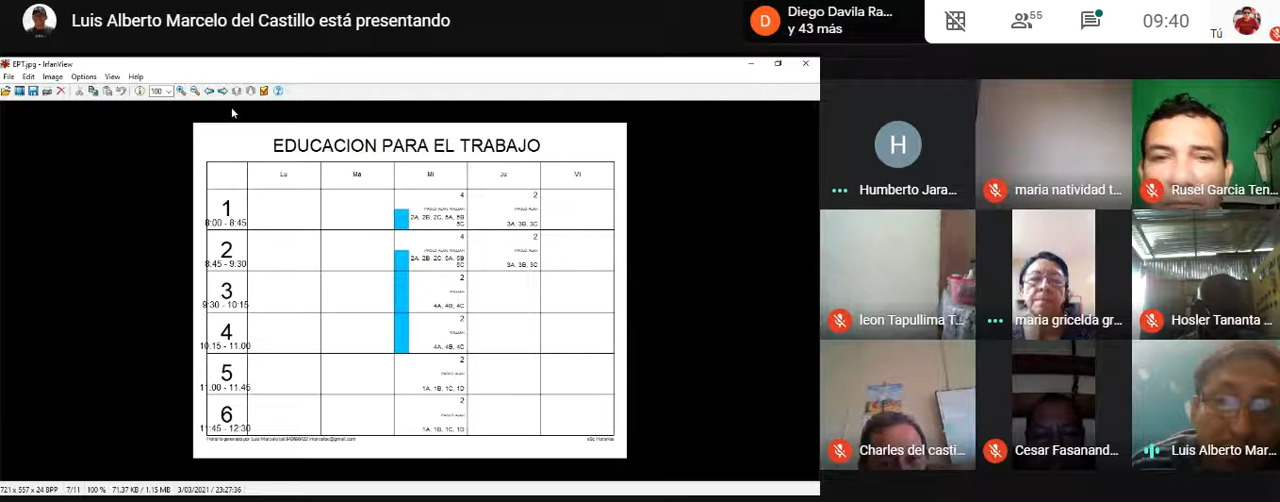 Luis Alberto Marcelo del Castillo está presentando
Diego Davila Ra...
y 43 más
55
09:40
Tú
EPT.jpg - IrfanView
File Edit Image Options View Help
100
EDUCACION PARA EL TRABAJO
Lu Ma Mi Ju Vi
1
8:00 - 8:45
4
2A, 2B, 2C, 5A, 5B
5C
2
3A, 3B, 3C
2
8:45 - 9:30
4
2A, 2B, 2C, 5A, 5B
5C
2
3A, 3B, 3C
3
9:30 - 10:15
2
4A, 4B, 4C
4
10:15 - 11:00
2
4A, 4B, 4C
5
11:00 - 11:45
2
1A, 1B, 1C, 1D
6
11:45 - 12:30
2
1A, 1B, 1C, 1D
aSc Horarios
721 x 557 x 24 BPP 7/11 100 % 71.37 KB / 1.15 MB 3/03/2021 / 23:27:36
H
Humberto Jara...
maria natividad t...
Rusel Garcia Ten...
leon Tapullima T...
maria gricelda gr...
Hosler Tananta ...
Charles del casti...
Cesar Fasanand...
Luis Alberto Mar...
D